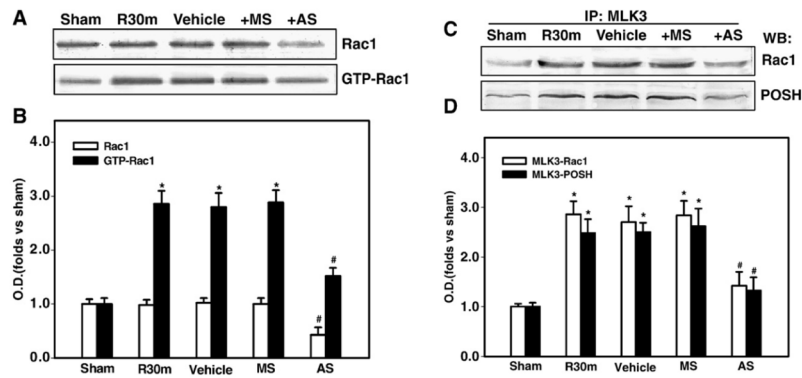 A
Sham R30m Vehicle +MS +AS
Rac1
GTP-Rac1
B
4.0
3.0
2.0
1.0
0.0
O.D.(folds vs sham)
Rac1
GTP-Rac1
* * *
#
#
Sham R30m Vehicle MS AS
C
IP: MLK3
Sham R30m Vehicle +MS +AS
WB:
Rac1
POSH
D
4.0
3.0
2.0
1.0
0.0
O.D.(folds vs sham)
MLK3-Rac1
MLK3-POSH
* * * * * *
# #
Sham R30m Vehicle MS AS